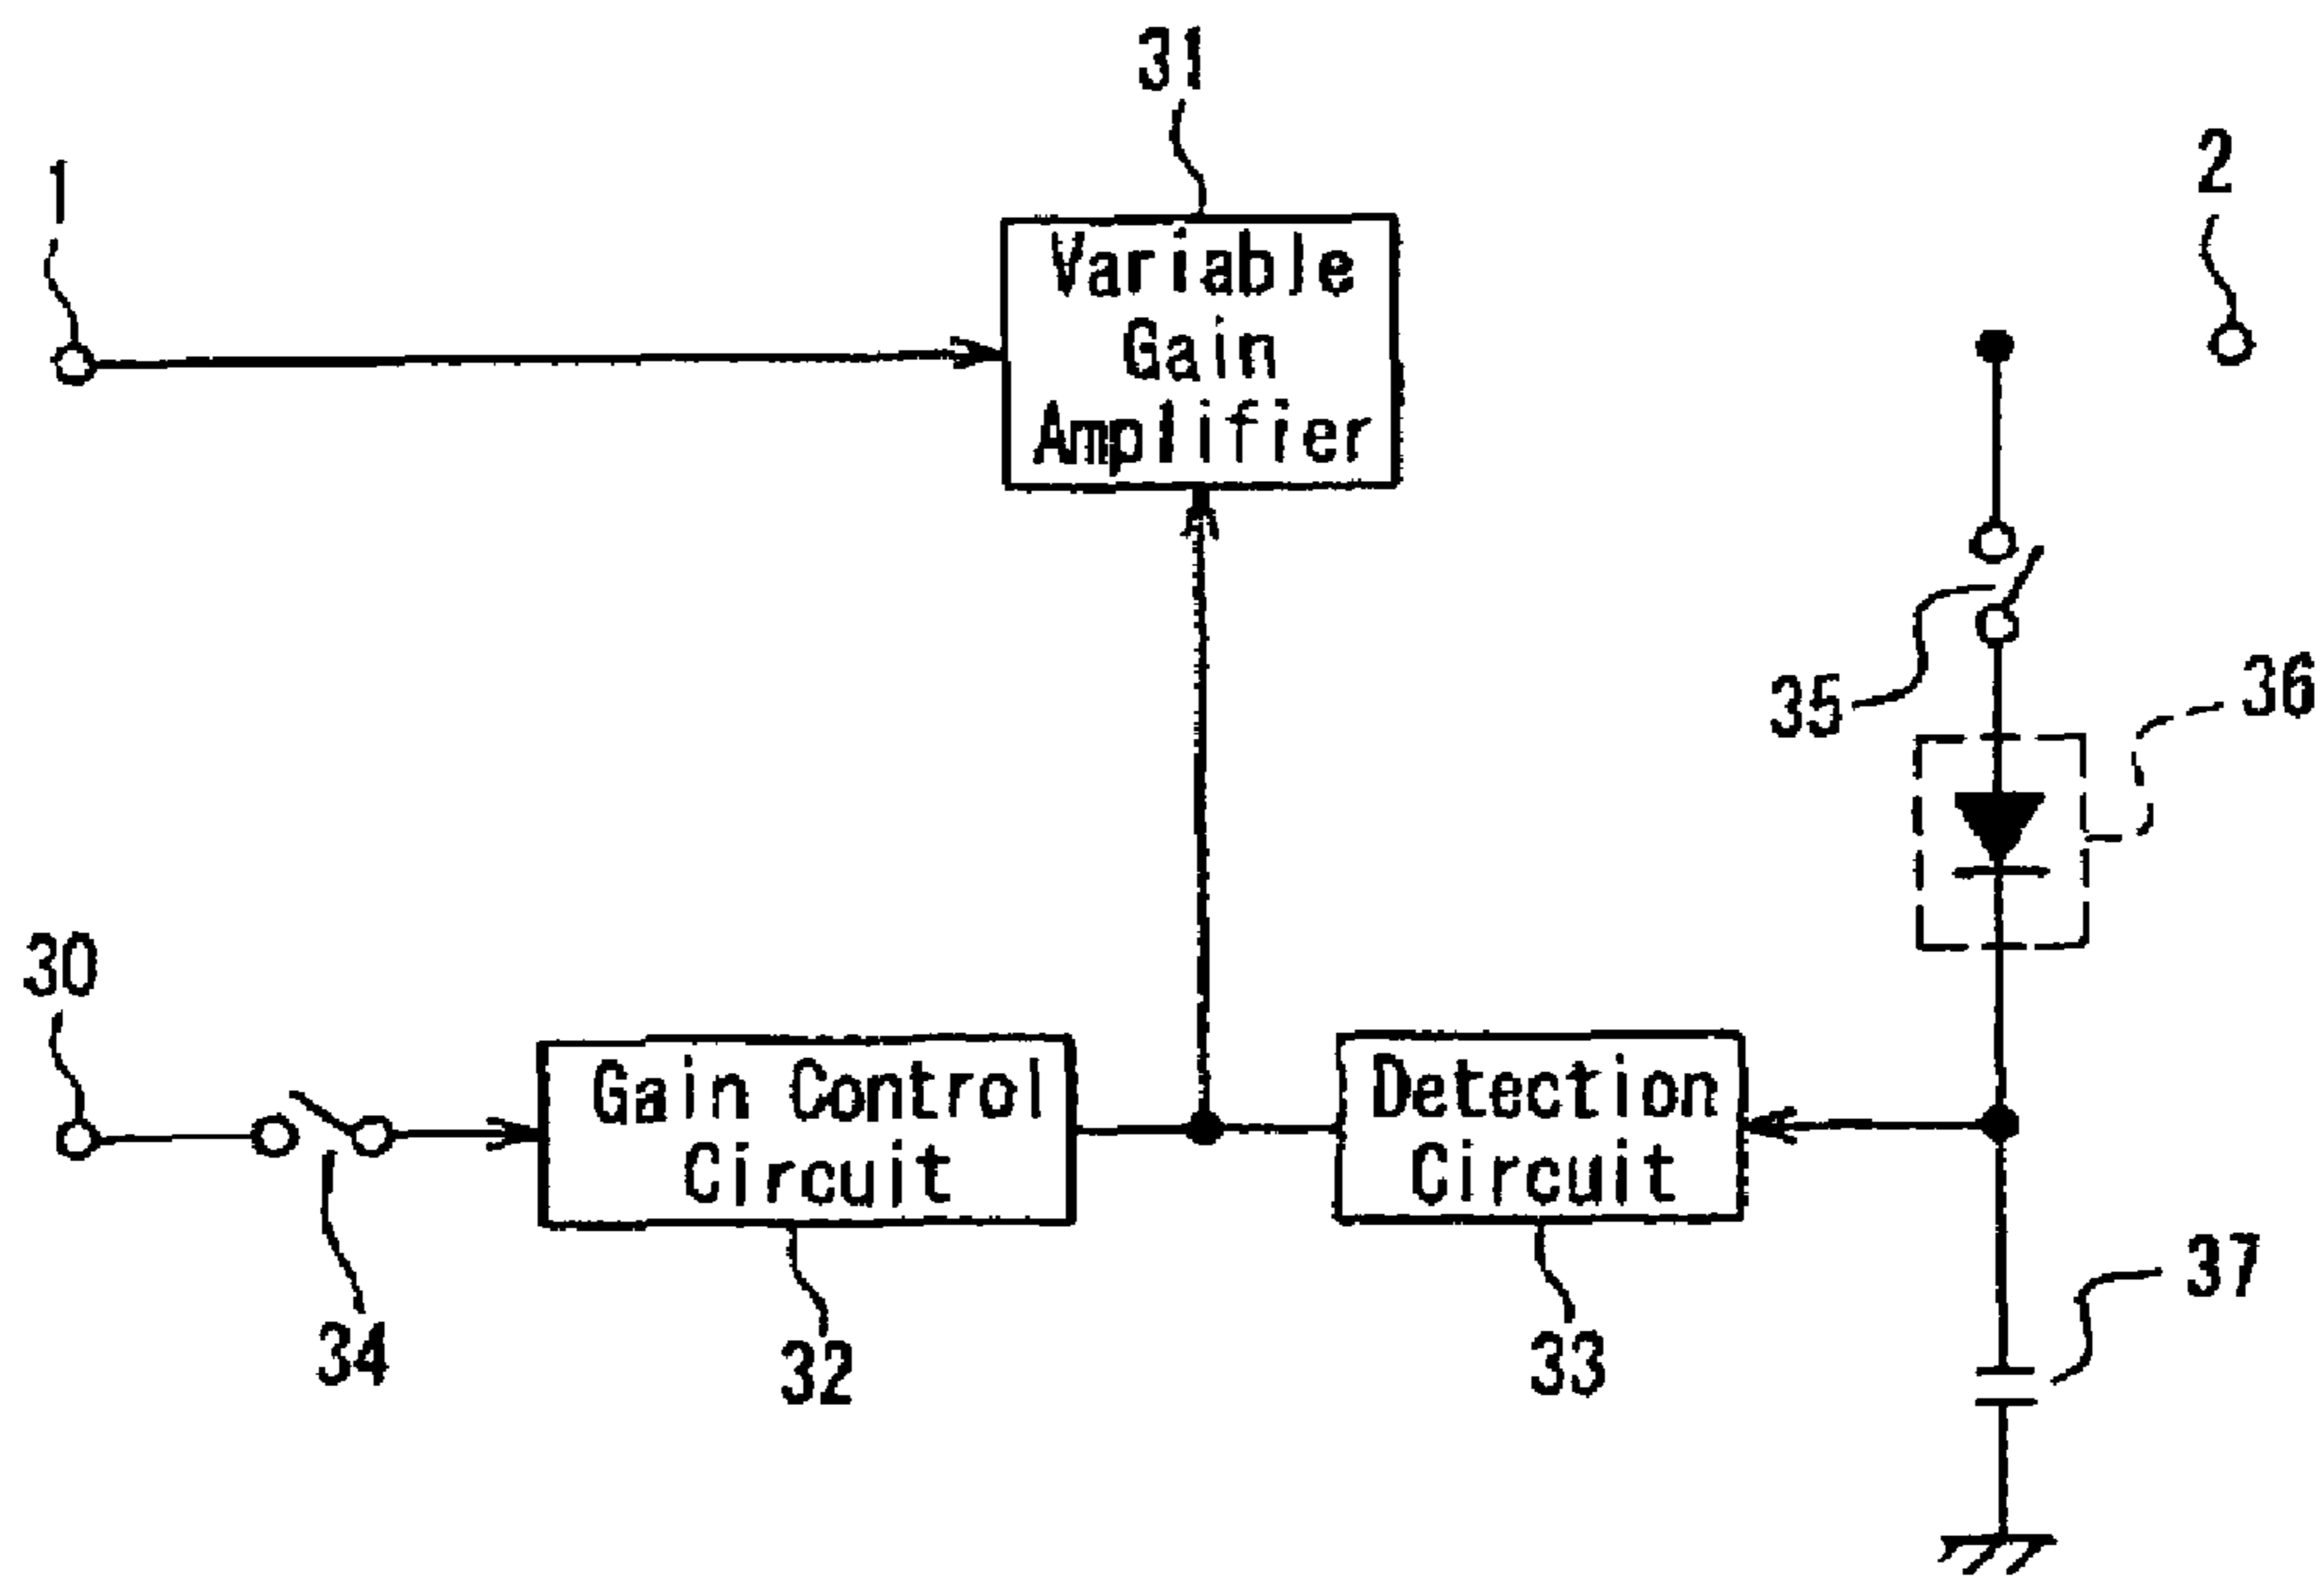 31
1
2
Variable
Gain
Amplifier
35
36
30
Gain Control
Circuit
Detection
Circuit
37
34
32
33